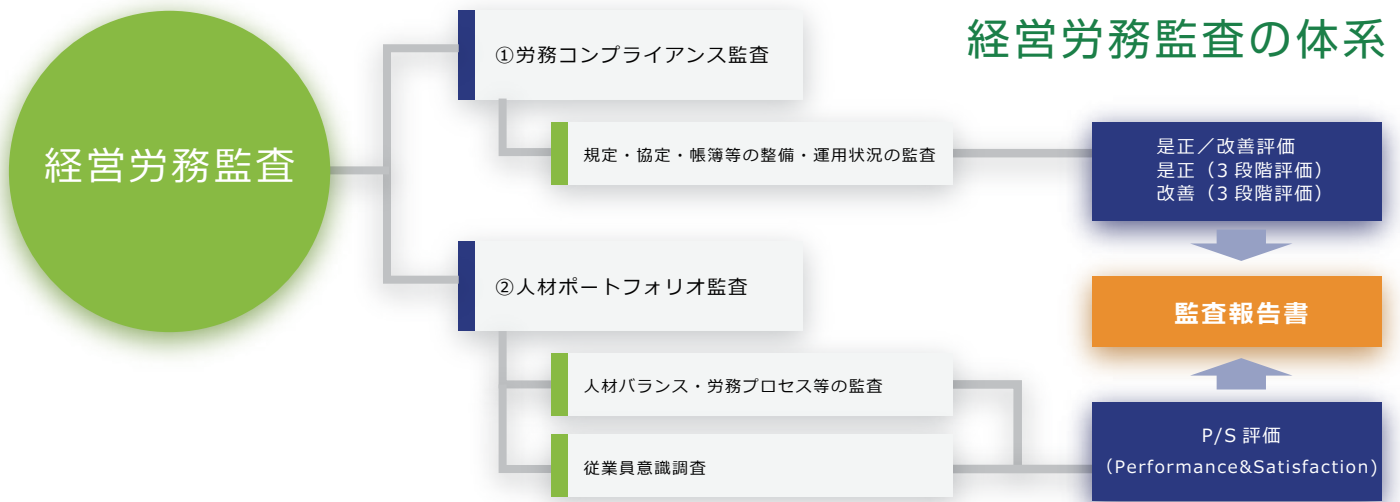 経営労務監査の体系
経営労務監査
①労務コンプライアンス監査
規定・協定・帳簿等の整備・運用状況の監査
是正／改善評価
是正（3 段階評価）
改善（3 段階評価）
②人材ポートフォリオ監査
監査報告書
人材バランス・労務プロセス等の監査
従業員意識調査
P/S 評価
（Performance&Satisfaction）